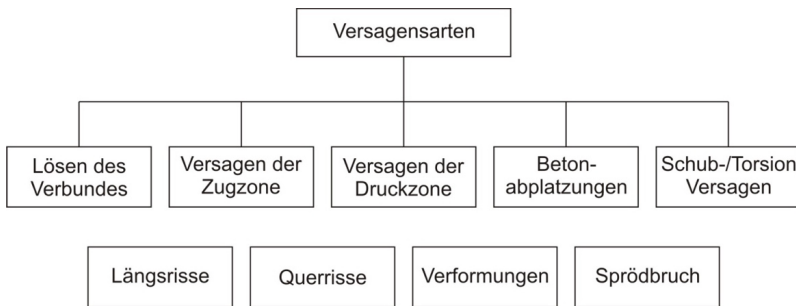 Versagensarten
Lösen des
Verbundes
Versagen der
Zugzone
Versagen der
Druckzone
Beton-
abplatzungen
Schub-/Torsion
Versagen
Längsrisse
Querrisse
Verformungen
Sprödbruch